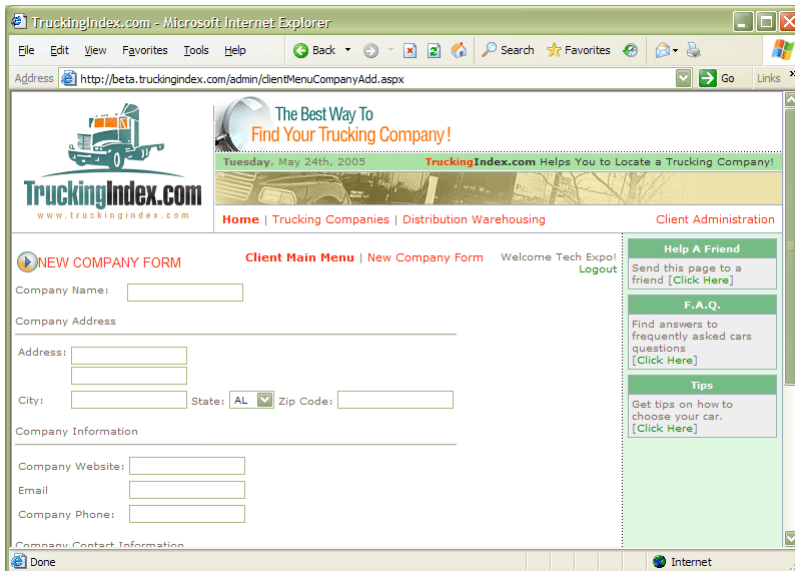 TruckingIndex.com - Microsoft Internet Explorer
File Edit View Favorites Tools Help Back Search Favorites
Address http://beta.truckingindex.com/admin/clientMenuCompanyAdd.aspx Go Links »
The Best Way To
Find Your Trucking Company!
Tuesday, May 24th, 2005 TruckingIndex.com Helps You to Locate a Trucking Company!
TruckingIndex.com
www.truckingindex.com
Home | Trucking Companies | Distribution Warehousing Client Administration
NEW COMPANY FORM Client Main Menu | New Company Form Welcome Tech Expo!
Logout
Company Name:
Company Address
Address:
City: State: AL Zip Code:
Company Information
Company Website:
Email
Company Phone:
Company Contact Information
Help A Friend
Send this page to a
friend [Click Here]
F.A.Q.
Find answers to
frequently asked cars
questions
[Click Here]
Tips
Get tips on how to
choose your car.
[Click Here]
Done Internet